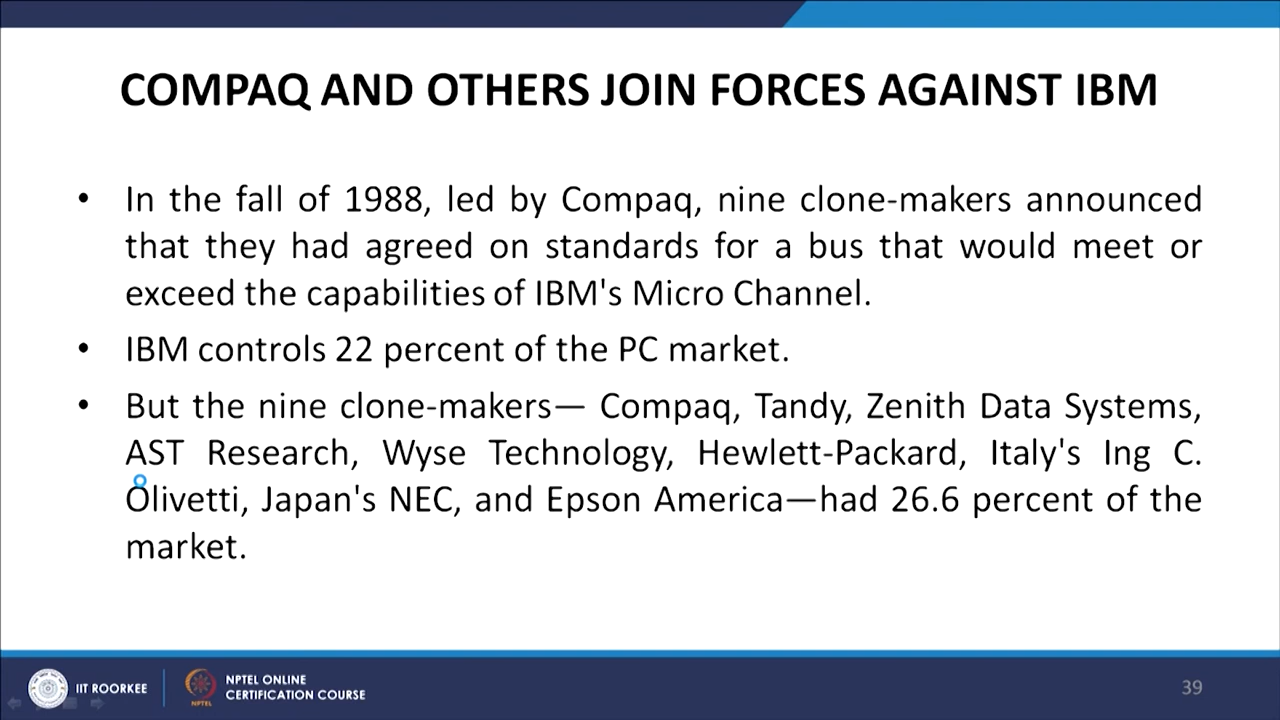 COMPAQ AND OTHERS JOIN FORCES AGAINST IBM
• In the fall of 1988, led by Compaq, nine clone-makers announced
that they had agreed on standards for a bus that would meet or
exceed the capabilities of IBM's Micro Channel.
• IBM controls 22 percent of the PC market.
• But the nine clone-makers— Compaq, Tandy, Zenith Data Systems,
AST Research, Wyse Technology, Hewlett-Packard, Italy's Ing C.
Olivetti, Japan's NEC, and Epson America—had 26.6 percent of the
market.
IIT ROORKEE
NPTEL
NPTEL ONLINE
CERTIFICATION COURSE
39